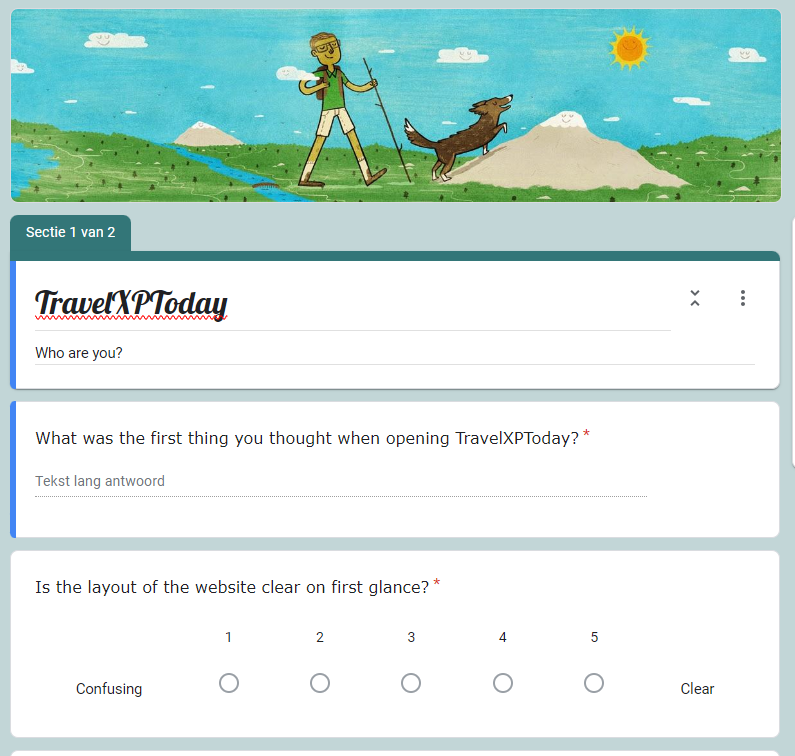 Sectie 1 van 2
TravelXPToday
Who are you?
What was the first thing you thought when opening TravelXPToday? *
Tekst lang antwoord
Is the layout of the website clear on first glance? *
1 2 3 4 5
Confusing Clear